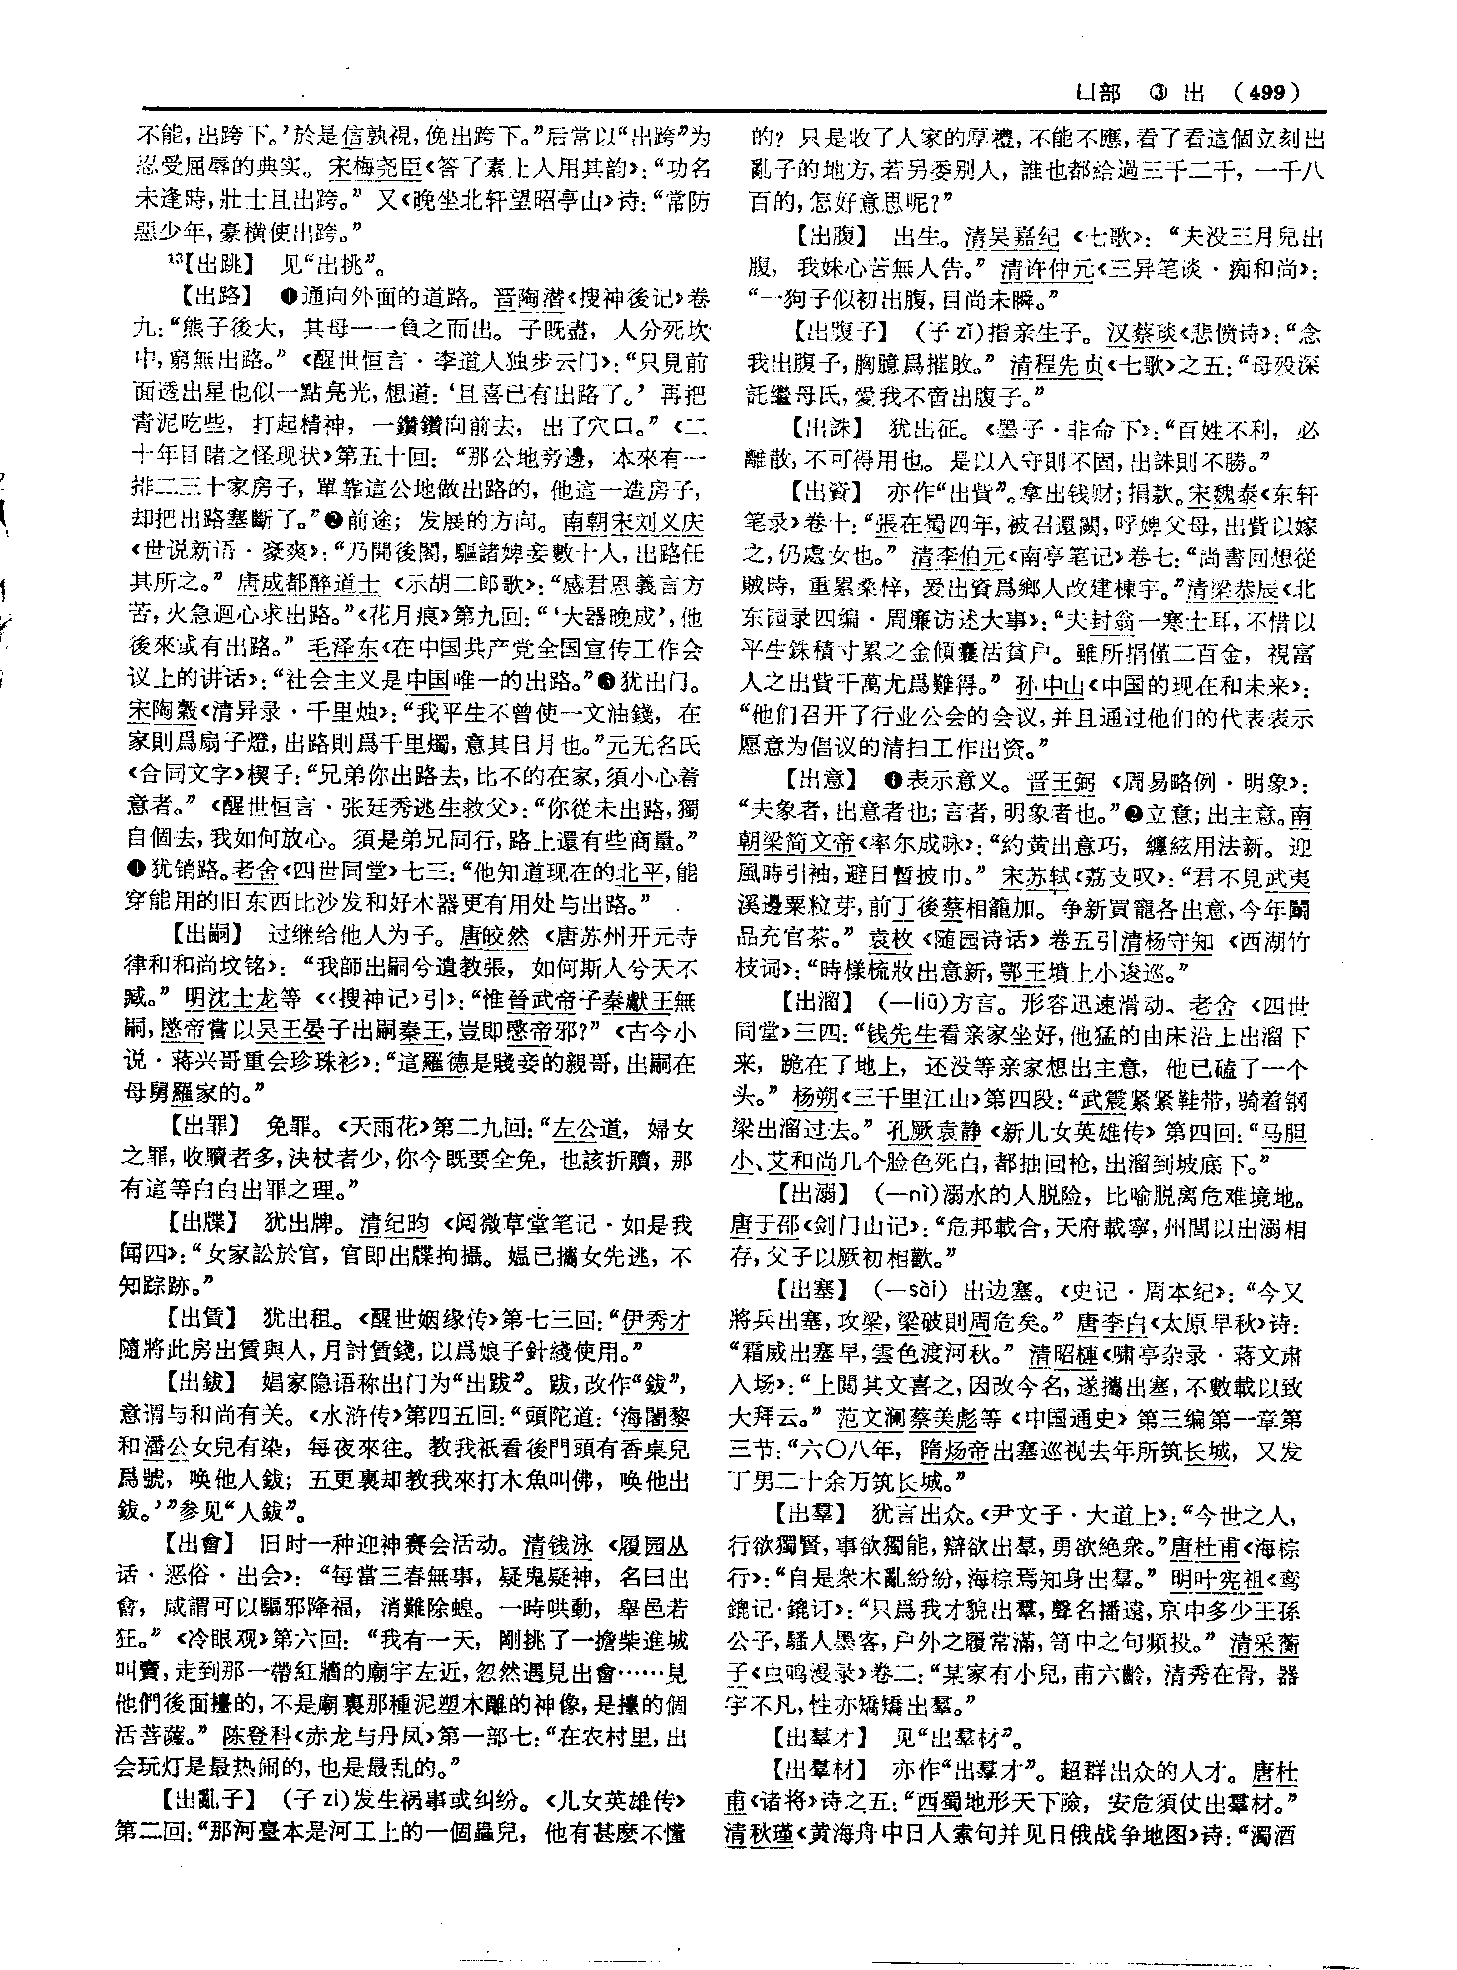 凵部 ③ 出 (499)
不能，出跨下。’於是信孰視，俛出跨下。”后常以“出跨”为
忍受屈辱的典实。宋梅尧臣《答了素上人用其韵》：“功名
未逢時，壯士且出跨。”又《晚坐北轩望昭亭山》诗：“常防
惡少年，豪横使出跨。”
13【出跳】 见“出挑”。
【出路】 ❶通向外面的道路。晋陶潜《搜神後记》卷
九：“熊子後大，其母一一負之而出。子既盡，人分死坎
中，窮無出路。”《醒世恒言·李道人独步云门》：“只見前
面透出星也似一點亮光，想道：‘且喜已有出路了。’再把
青泥吃些，打起精神，一鑽鑽向前去，出了穴口。”《二
十年目睹之怪现状》第五十回：“那公地旁邊，本來有一
排二三十家房子，單靠這公地做出路的，他這一造房子，
却把出路塞斷了。”❷前途；发展的方向。南朝宋刘义庆
《世说新语·豪爽》：“乃開後閤，驅諸婢妾數十人，出路任
其所之。”唐成都醉道士《示胡二郎歌》：“感君恩義言方
苦，火急迴心求出路。”《花月痕》第九回：“‘大器晚成’，他
後來或有出路。”毛泽东《在中国共产党全国宣传工作会
议上的讲话》：“社会主义是中国唯一的出路。”❸犹出门。
宋陶穀《清异录·千里烛》：“我平生不曾使一文油錢，在
家則爲扇子燈，出路則爲千里燭，意其日月也。”元无名氏
《合同文字》楔子：“兄弟你出路去，比不的在家，須小心着
意者。”《醒世恒言·张廷秀逃生救父》：“你從未出路，獨
自個去，我如何放心。須是弟兄同行，路上還有些商量。”
❹犹销路。老舍《四世同堂》七三：“他知道现在的北平，能
穿能用的旧东西比沙发和好木器更有用处与出路。”
【出嗣】 过继给他人为子。唐皎然《唐苏州开元寺
律和和尚坟铭》：“我師出嗣兮遺教張，如何斯人兮天不
臧。”明沈士龙等《〈搜神记〉引》：“惟晉武帝子秦獻王無
嗣，愍帝嘗以吴王晏子出嗣秦王，豈即愍帝邪？”《古今小
说·蒋兴哥重会珍珠衫》：“這羅德是賤妾的親哥，出嗣在
母舅羅家的。”
【出罪】 免罪。《天雨花》第二九回：“左公道，婦女
之罪，收贖者多，決杖者少，你今既要全免，也該折贖，那
有這等白白出罪之理。”
【出牒】 犹出牌。清纪昀《阅微草堂笔记·如是我
闻四》：“女家訟於官，官即出牒拘攝。媪已攜女先逃，不
知踪跡。”
【出賃】 犹出租。《醒世姻缘传》第七三回：“伊秀才
隨將此房出賃與人，月討賃錢，以爲娘子針綫使用。”
【出鈸】 娼家隐语称出门为“出跋”。跋，改作“鈸”，
意谓与和尚有关。《水浒传》第四五回：“頭陀道：‘海闍黎
和潘公女兒有染，每夜來往。教我祇看後門頭有香桌兒
爲號，唤他入鈸；五更裏却教我來打木魚叫佛，唤他出
鈸。’”参见“入鈸”。
【出會】 旧时一种迎神赛会活动。清钱泳《履园丛
话·恶俗·出会》：“每當三春無事，疑鬼疑神，名曰出
會，咸謂可以驅邪降福，消難除蝗。一時哄動，舉邑若
狂。”《冷眼观》第六回：“我有一天，剛挑了一擔柴進城
叫賣，走到那一帶紅牆的廟宇左近，忽然遇見出會……見
他們後面擡的，不是廟裏那種泥塑木雕的神像，是擡的個
活菩薩。”陈登科《赤龙与丹凤》第一部七：“在农村里，出
会玩灯是最热闹的，也是最乱的。”
【出亂子】 (子 zi)发生祸事或纠纷。《儿女英雄传》
第二回：“那河臺本是河工上的一個蟲兒，他有甚麼不懂
的？只是收了人家的厚禮，不能不應，看了看這個立刻出
亂子的地方，若另委别人，誰也都给過三千二千，一千八
百的，怎好意思呢？”
【出腹】 出生。清吴嘉纪《七歌》：“夫没三月兒出
腹，我妹心苦無人告。”清许仲元《三异笔谈·痴和尚》：
“一狗子似初出腹，目尚未瞬。”
【出腹子】 (子 zǐ)指亲生子。汉蔡琰《悲愤诗》：“念
我出腹子，胸臆爲摧敗。”清程先贞《七歌》之五：“母殁深
託繼母氏，愛我不啻出腹子。”
【出誅】 犹出征。《墨子·非命下》：“百姓不利，必
離散，不可得用也。是以入守則不固，出誅則不勝。”
【出資】 亦作“出貲”。拿出钱财；捐款。宋魏泰《东轩
笔录》卷十：“張在蜀四年，被召還闕，呼婢父母，出貲以嫁
之，仍處女也。”清李伯元《南亭笔记》卷七：“尚書回想從
賊時，重累桑梓，爰出資爲鄉人改建棟宇。”清梁恭辰《北
东园录四编·周廉访述大事》：“夫封翁一寒士耳，不惜以
平生銖積寸累之金傾囊活貧户。雖所捐僅二百金，視富
人之出貲千萬尤爲難得。”孙中山《中国的现在和未来》：
“他们召开了行业公会的会议，并且通过他们的代表表示
愿意为倡议的清扫工作出资。”
【出意】 ❶表示意义。晋王弼《周易略例·明象》：
“夫象者，出意者也；言者，明象者也。”❷立意；出主意。南
朝梁简文帝《率尔成咏》：“約黄出意巧，纏絃用法新。迎
風時引袖，避日暫披巾。”宋苏轼《荔支叹》：“君不見武夷
溪邊粟粒芽，前丁後蔡相籠加。争新買寵各出意，今年鬭
品充官茶。”袁枚《随园诗话》卷五引清杨守知《西湖竹
枝词》：“時樣梳妝出意新，鄂王墳上小逡巡。”
【出溜】 (—liū)方言。形容迅速滑动。老舍《四世
同堂》三四：“钱先生看亲家坐好，他猛的由床沿上出溜下
来，跪在了地上，还没等亲家想出主意，他已磕了一个
头。”杨朔《三千里江山》第四段：“武震紧紧鞋带，骑着钢
梁出溜过去。”孔厥袁静《新儿女英雄传》第四回：“马胆
小、艾和尚几个脸色死白，都抽回枪，出溜到坡底下。”
【出溺】 (—nì)溺水的人脱险，比喻脱离危难境地。
唐于邵《剑门山记》：“危邦載合，天府載寧，州閭以出溺相
存，父子以厥初相歡。”
【出塞】 (—sài) 出边塞。《史记·周本纪》：“今又
將兵出塞，攻梁，梁破則周危矣。”唐李白《太原早秋》诗：
“霜威出塞早，雲色渡河秋。”清昭槤《啸亭杂录·蒋文肃
入场》：“上閲其文喜之，因改今名，遂攜出塞，不數載以致
大拜云。”范文澜蔡美彪等《中国通史》第三编第一章第
三节：“六〇八年，隋炀帝出塞巡视去年所筑长城，又发
丁男二十余万筑长城。”
【出羣】 犹言出众。《尹文子·大道上》：“今世之人，
行欲獨賢，事欲獨能，辯欲出羣，勇欲絶衆。”唐杜甫《海棕
行》：“自是衆木亂紛紛，海棕焉知身出羣。”明叶宪祖《鸾
鎞记·鎞订》：“只爲我才貌出羣，聲名播遠，京中多少王孫
公子，騷人墨客，户外之履常滿，笥中之句頻投。”清采蘅
子《虫鸣漫录》卷二：“某家有小兒，甫六齡，清秀在骨，器
宇不凡，性亦矯矯出羣。”
【出羣才】 见“出羣材”。
【出羣材】 亦作“出羣才”。超群出众的人才。唐杜
甫《诸将》诗之五：“西蜀地形天下險，安危須仗出羣材。”
清秋瑾《黄海舟中日人索句并见日俄战争地图》诗：“濁酒